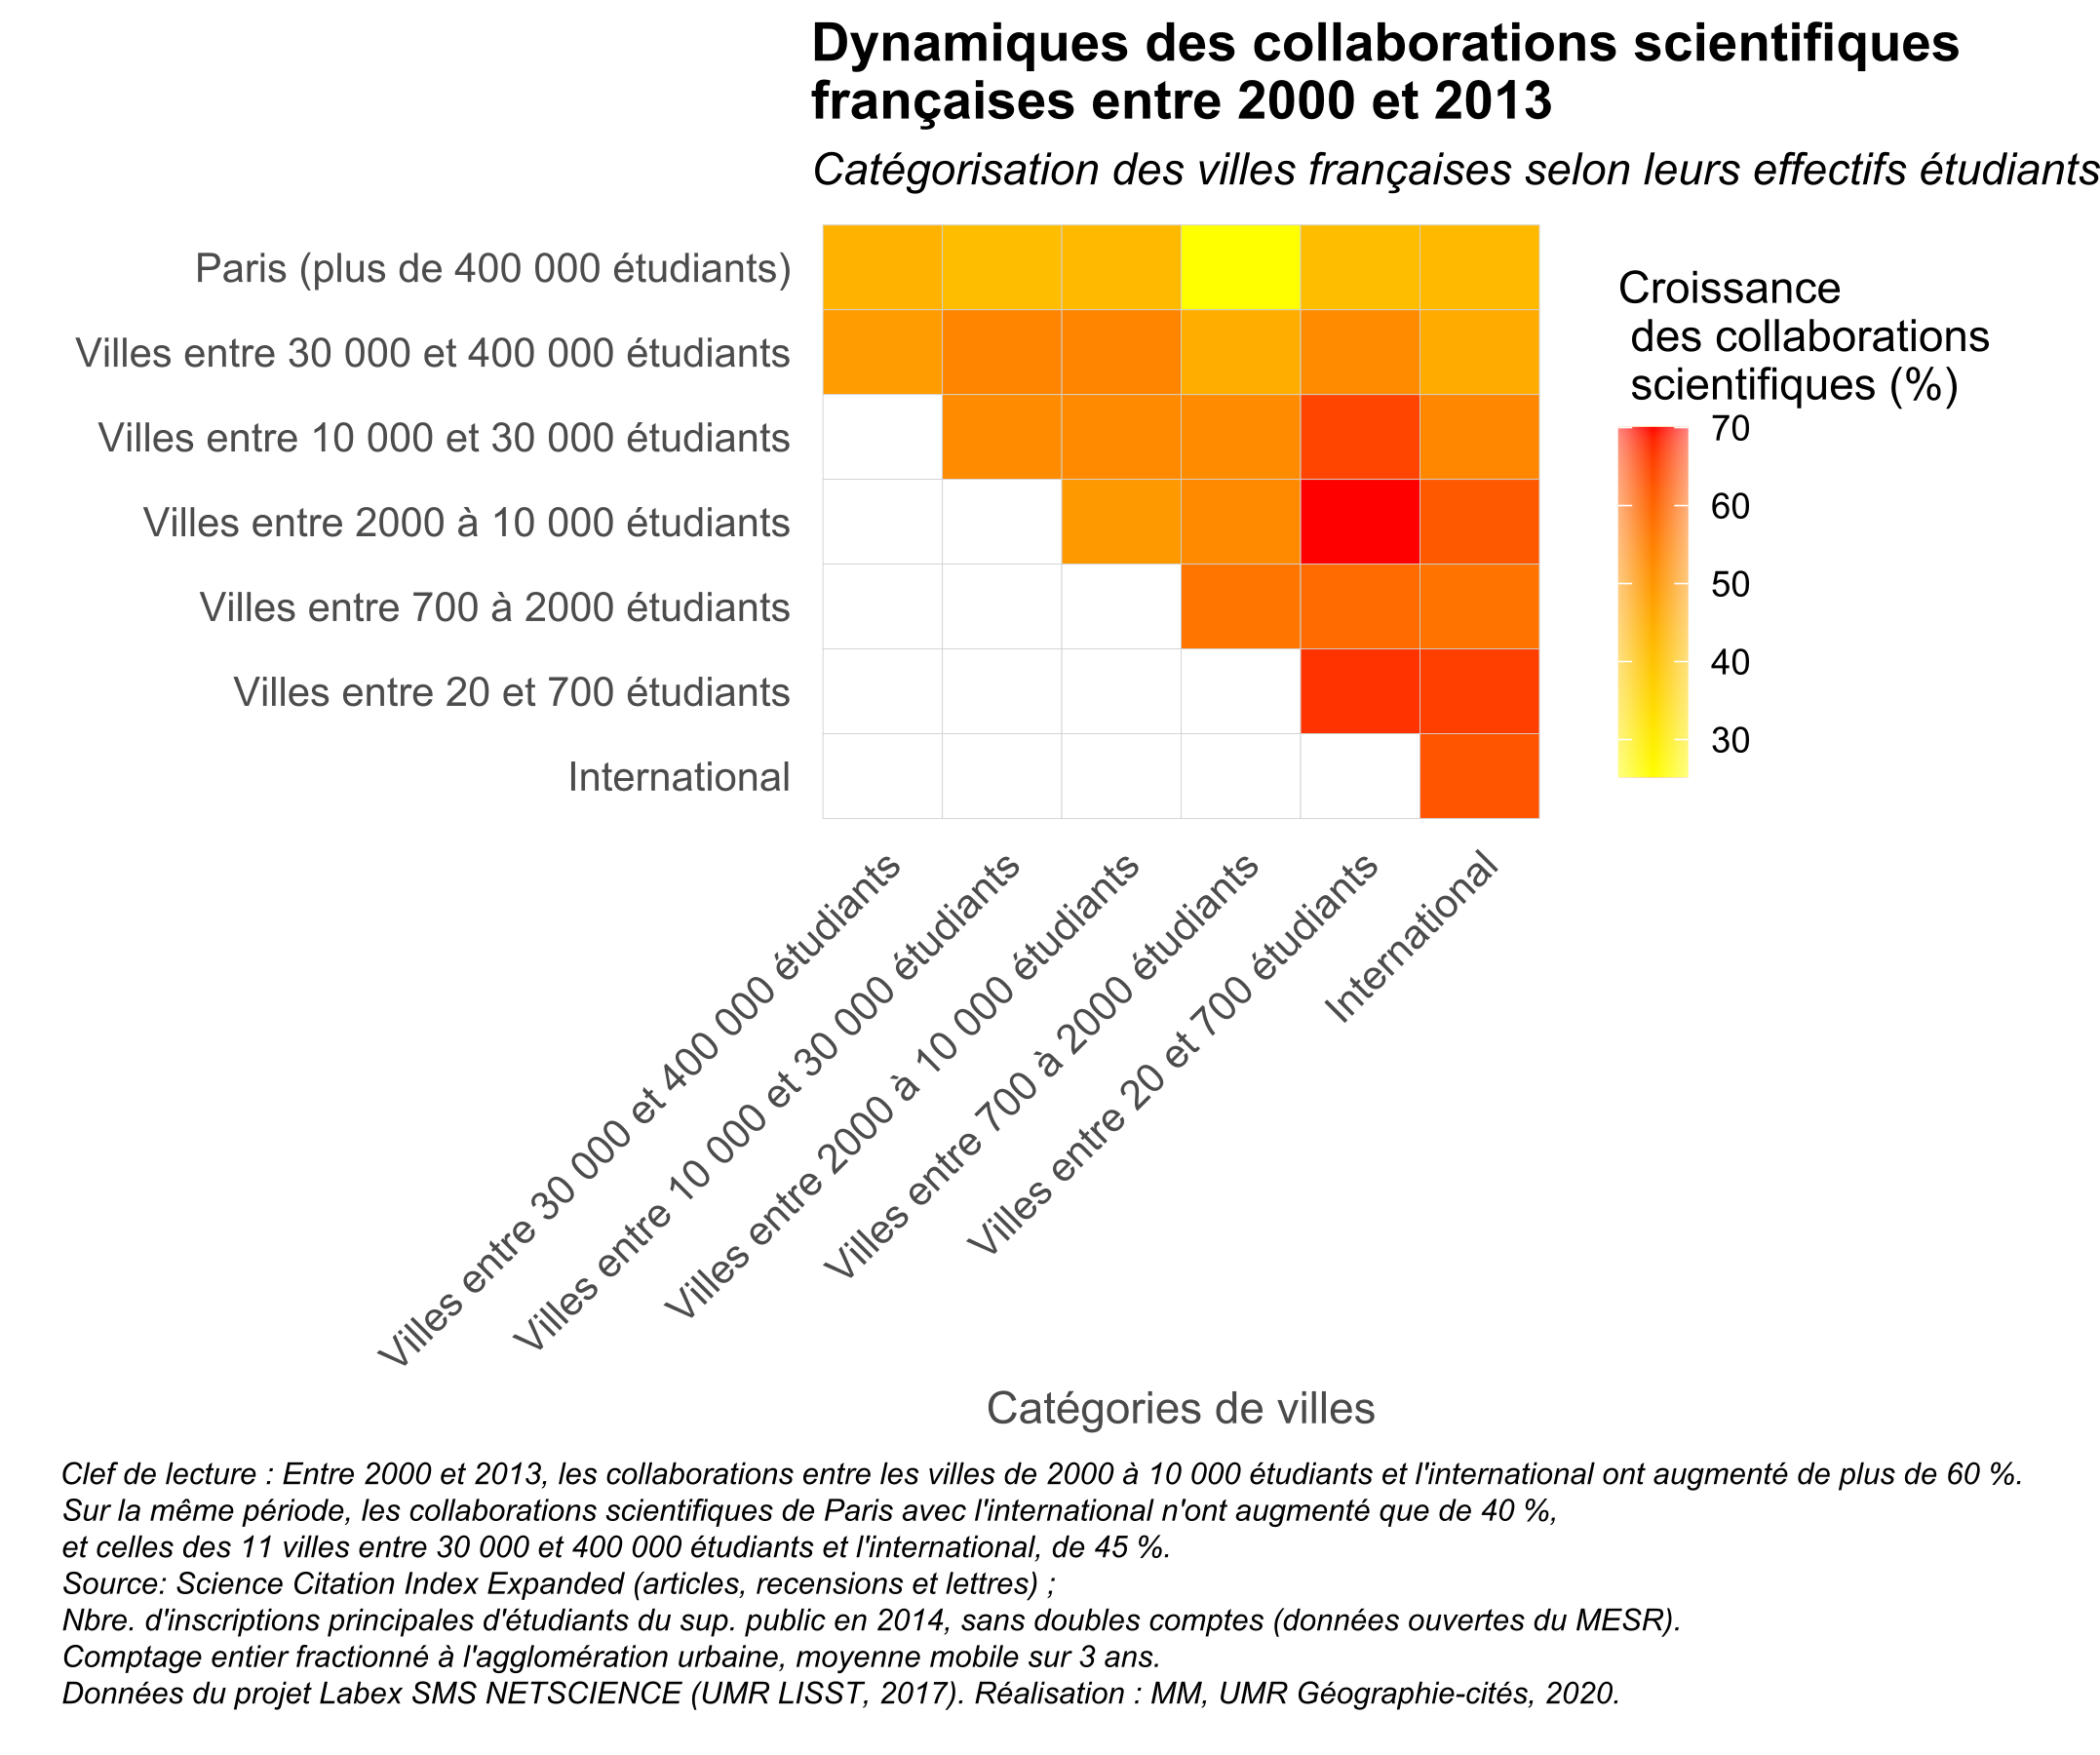 Dynamiques des collaborations scientifiques
françaises entre 2000 et 2013
Catégorisation des villes françaises selon leurs effectifs étudiants
Paris (plus de 400 000 étudiants)
Villes entre 30 000 et 400 000 étudiants
Villes entre 10 000 et 30 000 étudiants
Villes entre 2000 à 10 000 étudiants
Villes entre 700 à 2000 étudiants
Villes entre 20 et 700 étudiants
International
Croissance
des collaborations
scientifiques (%)
70
60
50
40
30
Villes entre 30 000 et 400 000 étudiants
Villes entre 10 000 et 30 000 étudiants
Villes entre 2000 à 10 000 étudiants
Villes entre 700 à 2000 étudiants
Villes entre 20 et 700 étudiants
International
Catégories de villes
Clef de lecture : Entre 2000 et 2013, les collaborations entre les villes de 2000 à 10 000 étudiants et l'international ont augmenté de plus de 60 %.
Sur la même période, les collaborations scientifiques de Paris avec l'international n'ont augmenté que de 40 %,
et celles des 11 villes entre 30 000 et 400 000 étudiants et l'international, de 45 %.
Source: Science Citation Index Expanded (articles, recensions et lettres) ;
Nbre. d'inscriptions principales d'étudiants du sup. public en 2014, sans doubles comptes (données ouvertes du MESR).
Comptage entier fractionné à l'agglomération urbaine, moyenne mobile sur 3 ans.
Données du projet Labex SMS NETSCIENCE (UMR LISST, 2017). Réalisation : MM, UMR Géographie-cités, 2020.